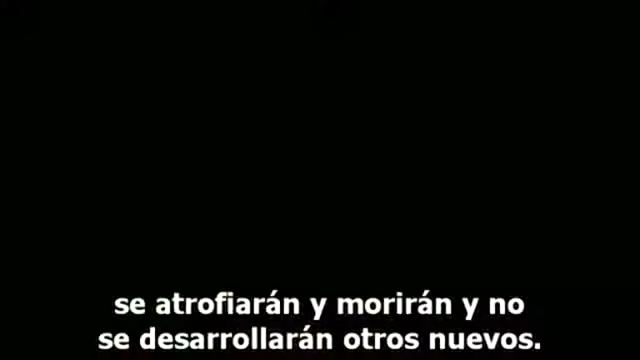 se atrofiarán y morirán y no
se desarrollarán otros nuevos.